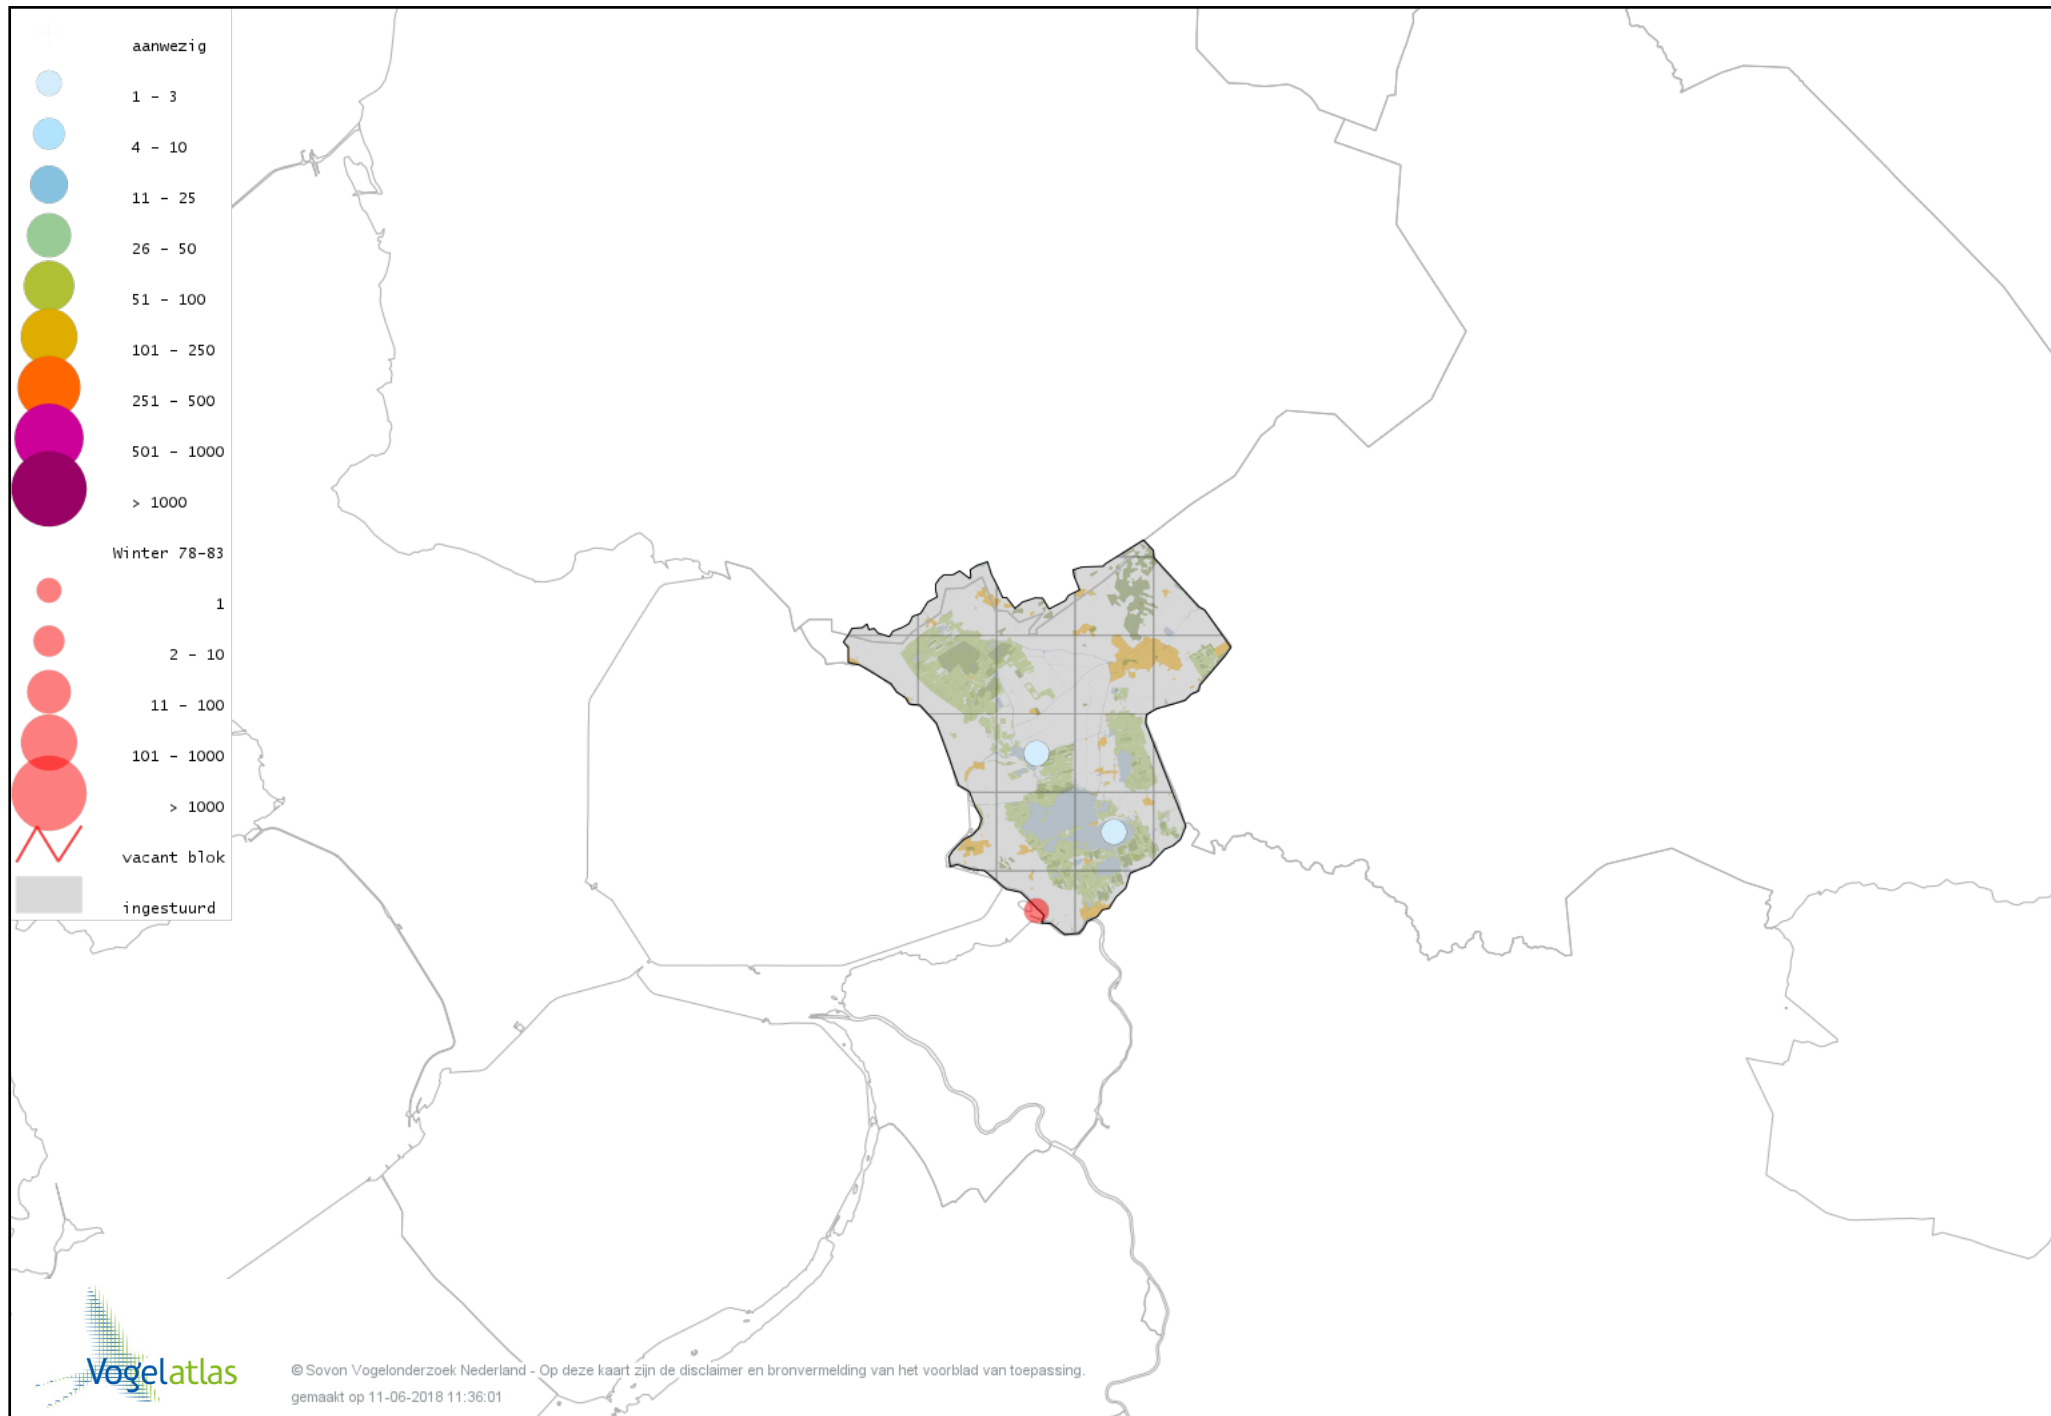 aanwezig
1 - 3
4 - 10
11 - 25
26 - 50
51 - 100
101 - 250
251 - 500
501 - 1000
> 1000
Winter 78-83
1
2 - 10
11 - 100
101 - 1000
> 1000
vacant blok
ingestuurd
Vogelatlas
© Sovon Vogelonderzoek Nederland - Op deze kaart zijn de disclaimer en bronvermelding van het voorblad van toepassing.
gemaakt op 11-06-2018 11:36:01